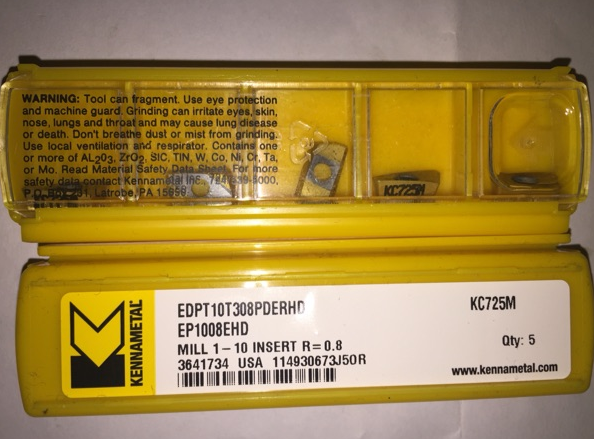 WARNING: Tool can fragment. Use eye protection
and machine guard. Grinding can irritate eyes, skin,
nose, lungs and throat and may cause lung disease
or death. Don't breathe dust or mist from grinding.
Use local ventilation and respirator. Contains one
or more of AL2O3, ZrO2, SIC, TIN, W, Co, Ni, Cr, Ta,
or Mo. Read Material Safety Data Sheet. For more
safety data contact Kennametal Inc.,
Latrobe, PA
KC725M
KENNAMETAL
EDPT10T308PDERHD
KC725M
EP1008EHD
MILL 1-10 INSERT R=0.8
Qty: 5
3641734 USA 114930673J50R
www.kennametal.com